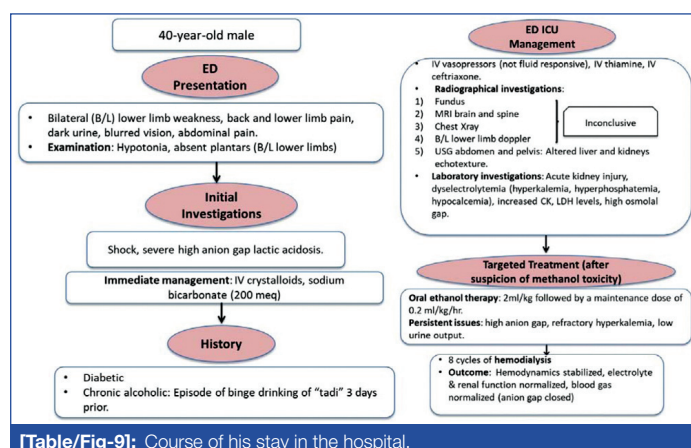 40-year-old male
ED
Presentation
• Bilateral (B/L) lower limb weakness, back and lower limb pain,
dark urine, blurred vision, abdominal pain.
• Examination: Hypotonia, absent plantars (B/L lower limbs)
Initial
Investigations
Shock, severe high anion gap lactic acidosis.
Immediate management: IV crystalloids, sodium
bicarbonate (200 meq)
History
• Diabetic
• Chronic alcoholic: Episode of binge drinking of “tadi” 3 days
prior.
ED ICU
Management
• IV vasopressors (not fluid responsive), IV thiamine, IV
ceftriaxone.
• Radiographical investigations:
1) Fundus
2) MRI brain and spine
3) Chest Xray
4) B/L lower limb doppler
Inconclusive
5) USG abdomen and pelvis: Altered liver and kidneys
echotexture.
• Laboratory investigations: Acute kidney injury,
dyselectrolytemia (hyperkalemia, hyperphosphatemia,
hypocalcemia), increased CK, LDH levels, high osmolal
gap.
Targeted Treatment (after
suspicion of methanol toxicity)
Oral ethanol therapy: 2ml/kg followed by a maintenance dose of
0.2 ml/kg/hr.
Persistent issues: high anion gap, refractory hyperkalemia, low
urine output.
• 8 cycles of hemodialysis
• Outcome: Hemodynamics stabilized, electrolyte
& renal function normalized, blood gas
normalized (anion gap closed)
[Table/Fig-9]: Course of his stay in the hospital.